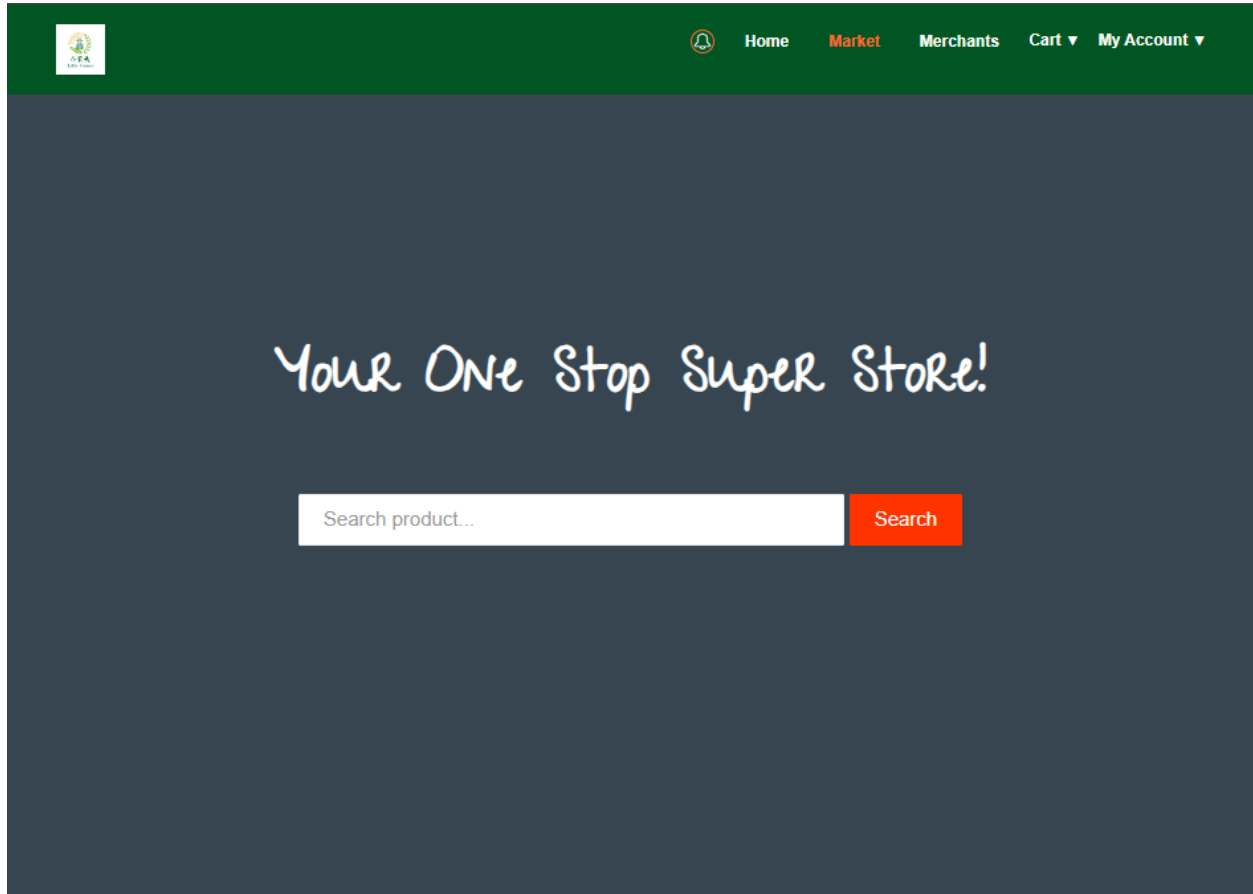 Home Market Merchants Cart ▼ My Account ▼
Your One Stop Super Store!
Search product... Search